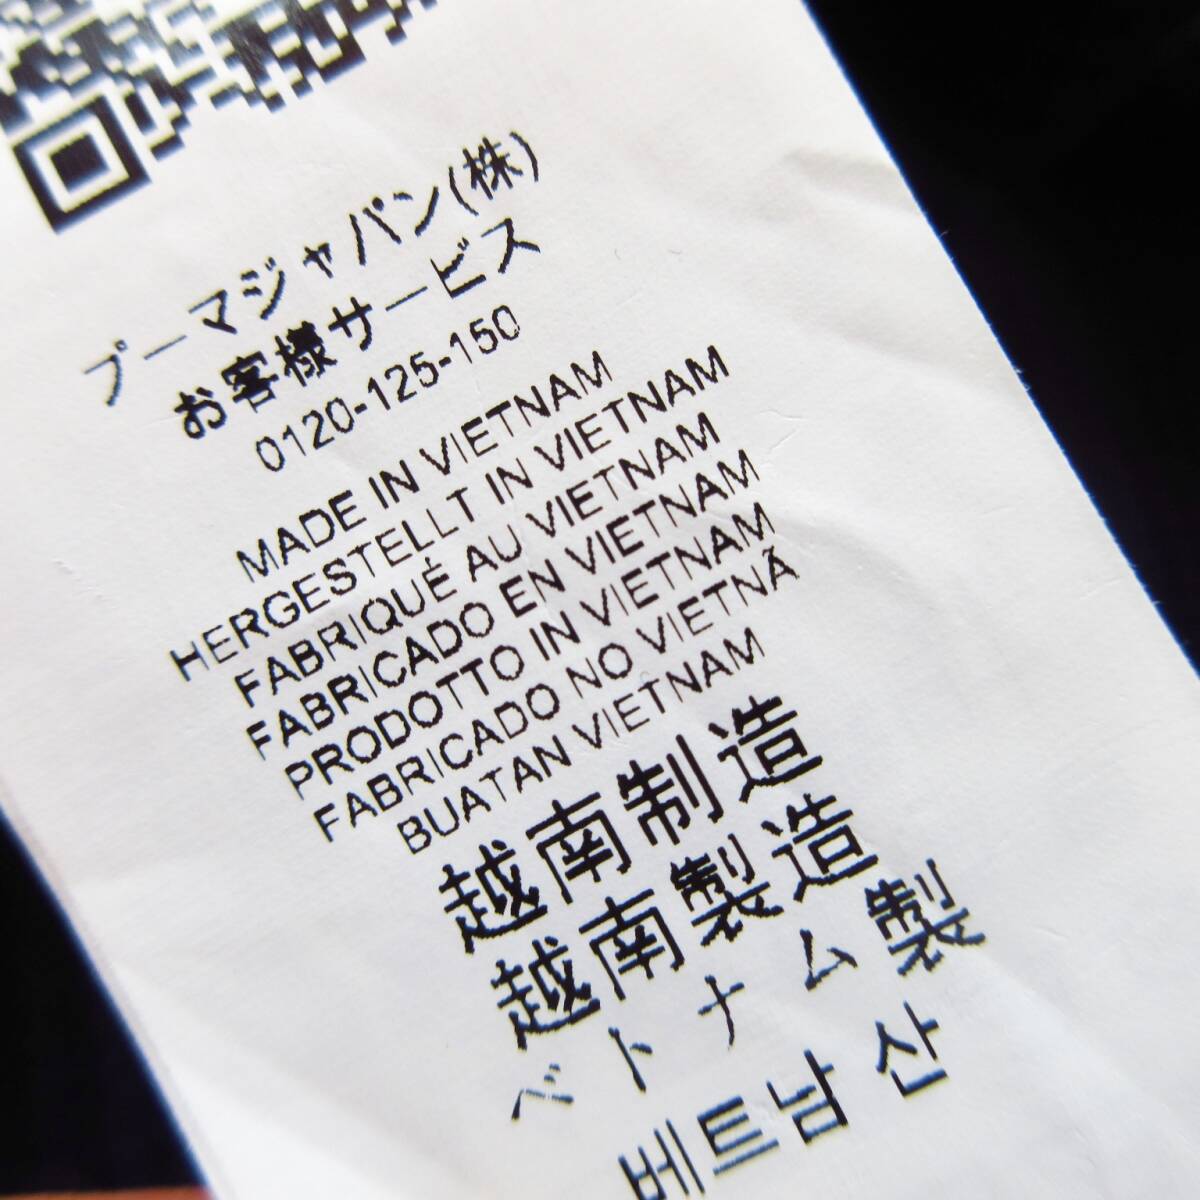 プーマジャパン(株)
お客様サービス
0120-125-150
MADE IN VIETNAM
HERGESTELLT IN VIETNAM
FABRIQUÉ AU VIETNAM
FABRICADO EN VIETNAM
PRODOTTO IN VIETNAM
FABRICADO NO VIETNÃ
BUATAN VIETNAM
越南制造
越南製造
ベトナム製
베트남 산